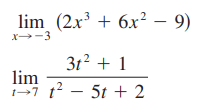 lim x→−3 (2x³ + 6x² − 9)
lim t→7 (3t² + 1) / (t² − 5t + 2)